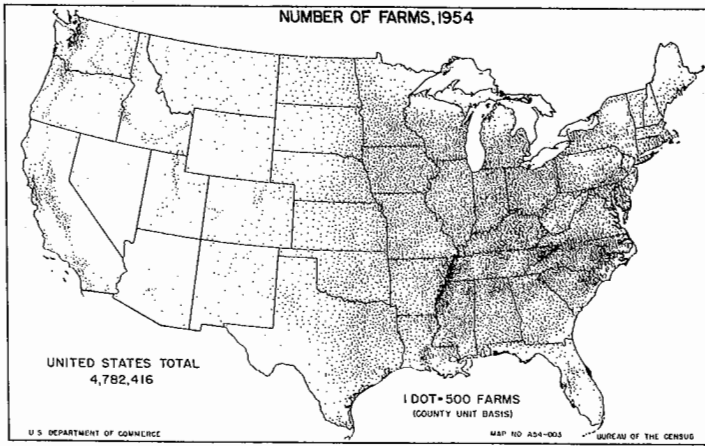 NUMBER OF FARMS, 1954
UNITED STATES TOTAL
4,782,416
1 DOT=500 FARMS
(COUNTY UNIT BASIS)
U S DEPARTMENT OF COMMERCE
MAP NO A54-003
BUREAU OF THE CENSUS